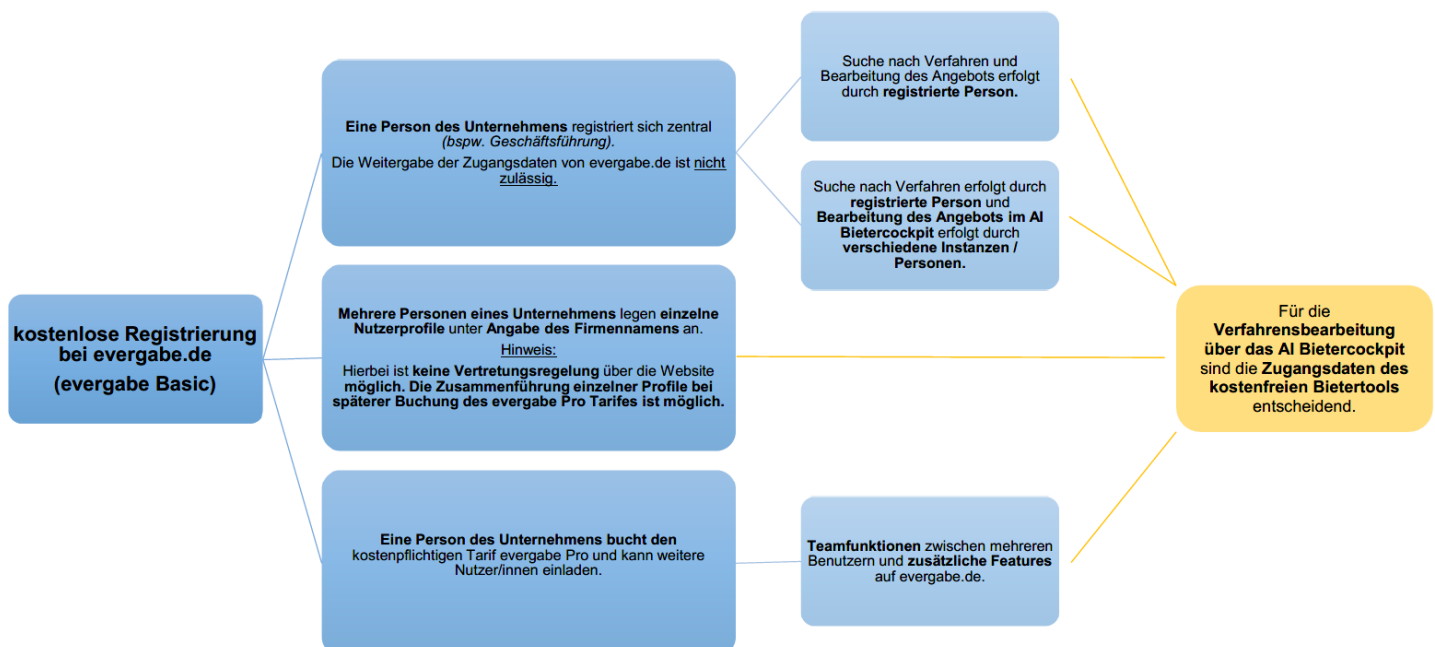 kostenlose Registrierung
bei evergabe.de
(evergabe Basic)
Eine Person des Unternehmens registriert sich zentral
(bspw. Geschäftsführung).
Die Weitergabe der Zugangsdaten von evergabe.de ist nicht
zulässig.
Suche nach Verfahren und
Bearbeitung des Angebots erfolgt
durch registrierte Person.
Suche nach Verfahren erfolgt durch
registrierte Person und
Bearbeitung des Angebots im AI
Bietercockpit erfolgt durch
verschiedene Instanzen /
Personen.
Mehrere Personen eines Unternehmens legen einzelne
Nutzerprofile unter Angabe des Firmennamens an.
Hinweis:
Hierbei ist keine Vertretungsregelung über die Website
möglich. Die Zusammenführung einzelner Profile bei
späterer Buchung des evergabe Pro Tarifes ist möglich.
Eine Person des Unternehmens bucht den
kostenpflichtigen Tarif evergabe Pro und kann weitere
Nutzer/innen einladen.
Teamfunktionen zwischen mehreren
Benutzern und zusätzliche Features
auf evergabe.de.
Für die
Verfahrensbearbeitung
über das AI Bietercockpit
sind die Zugangsdaten des
kostenfreien Bietertools
entscheidend.